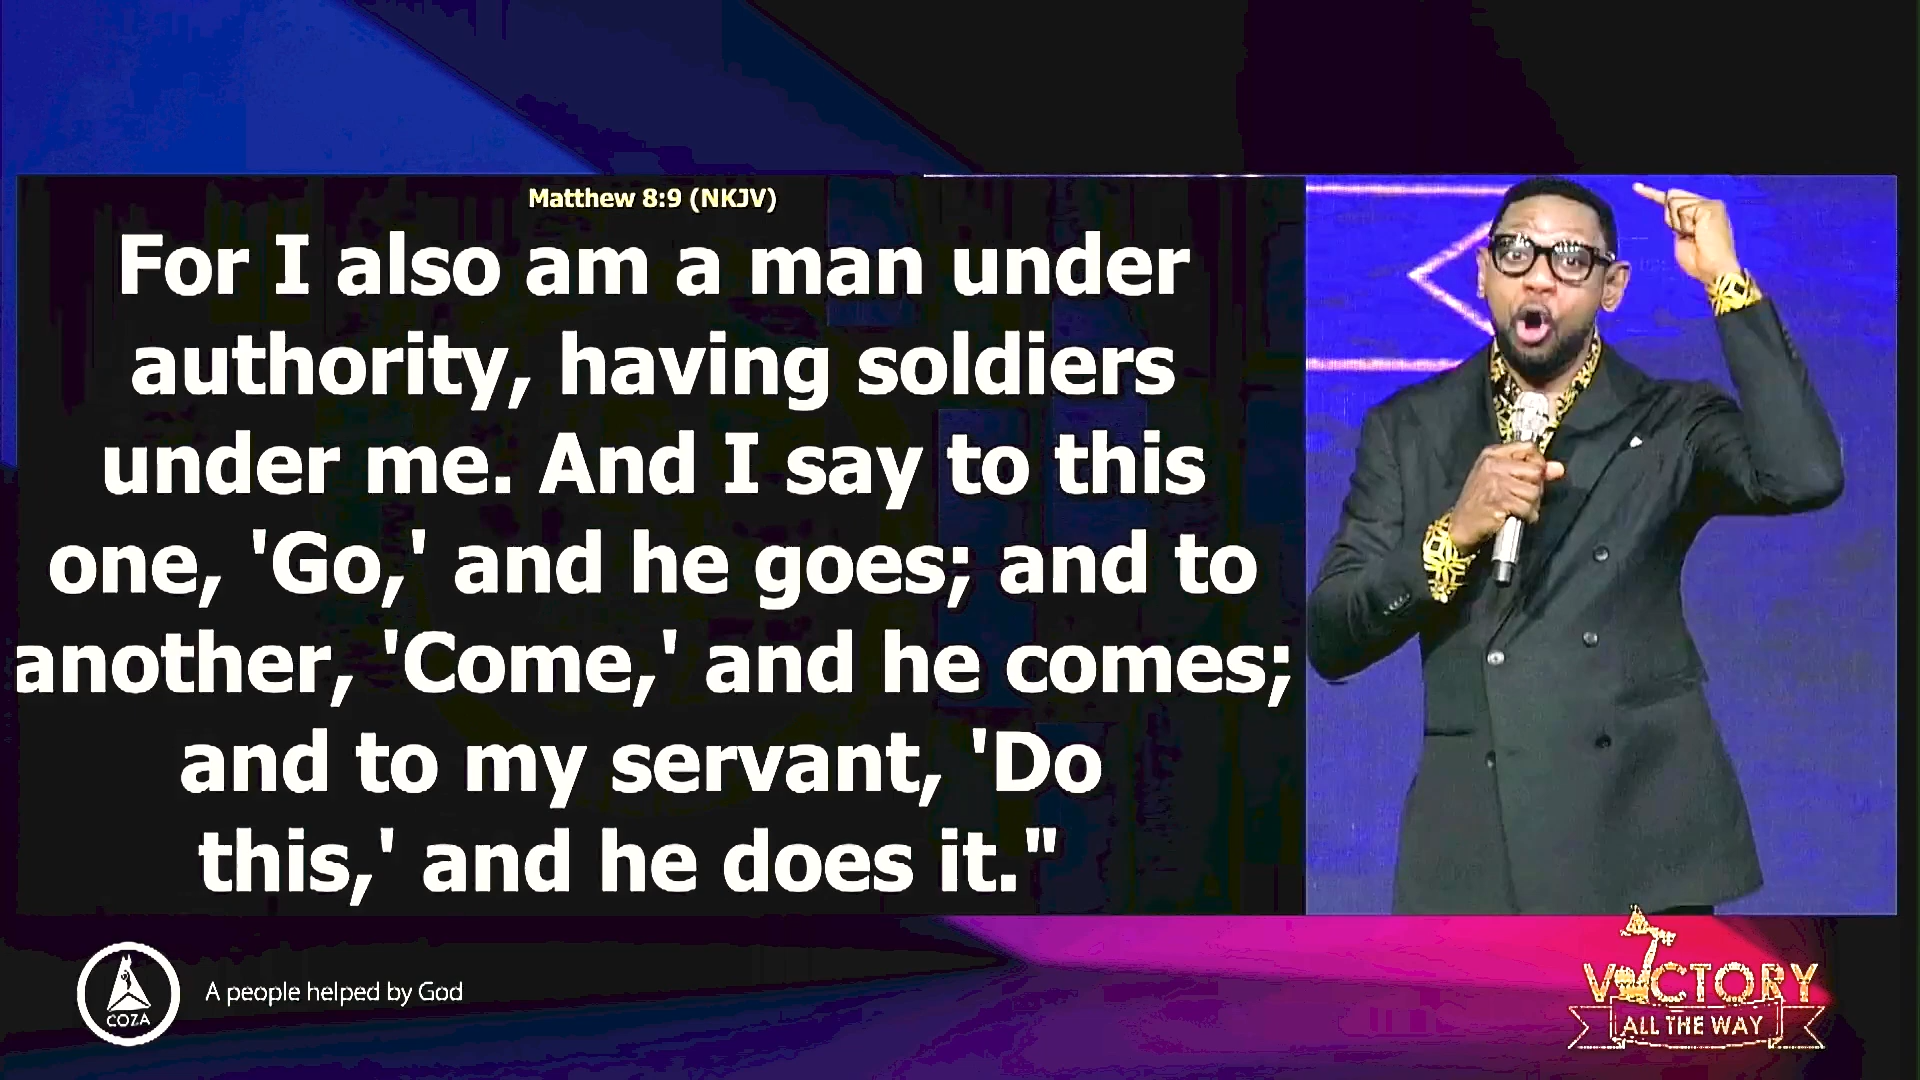 Matthew 8:9 (NKJV)
For I also am a man under
authority, having soldiers
under me. And I say to this
one, 'Go,' and he goes; and to
another, 'Come,' and he comes;
and to my servant, 'Do
this,' and he does it."
COZA
A people helped by God
VICTORY
ALL THE WAY